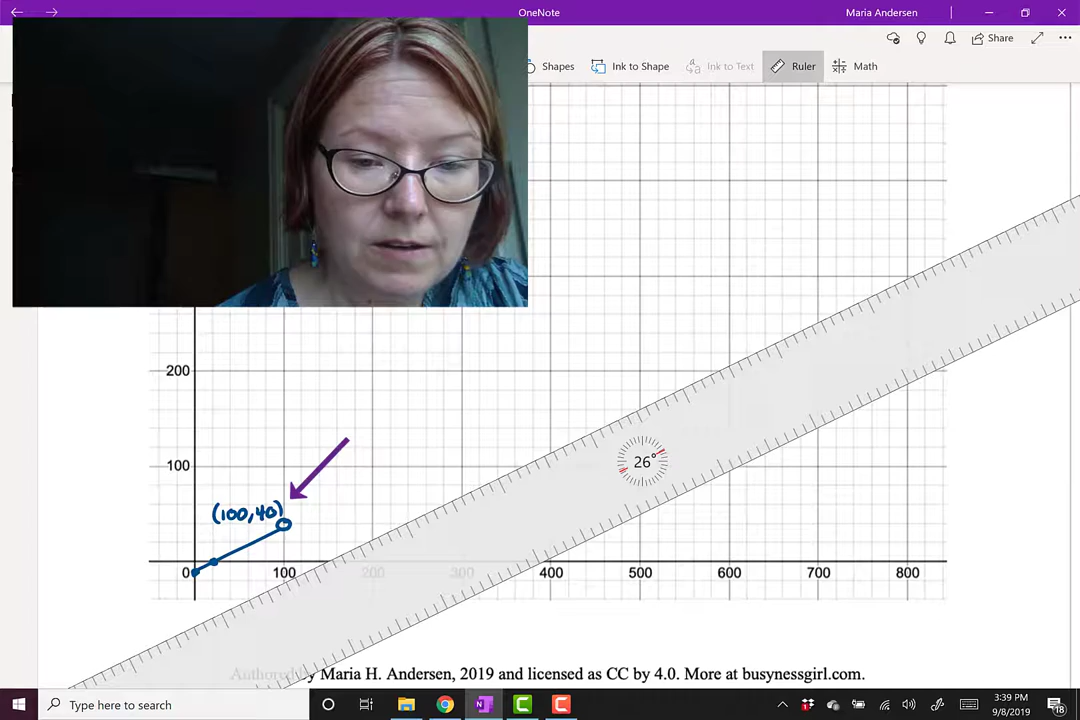 OneNote
Maria Andersen
Share
Shapes
Ink to Shape
Ink to Text
Ruler
Math
200
100
(100,40)
26°
0
100
200
300
400
500
600
700
800
Authored by Maria H. Andersen, 2019 and licensed as CC by 4.0. More at busynessgirl.com.
Type here to search
3:39 PM
9/8/2019
18